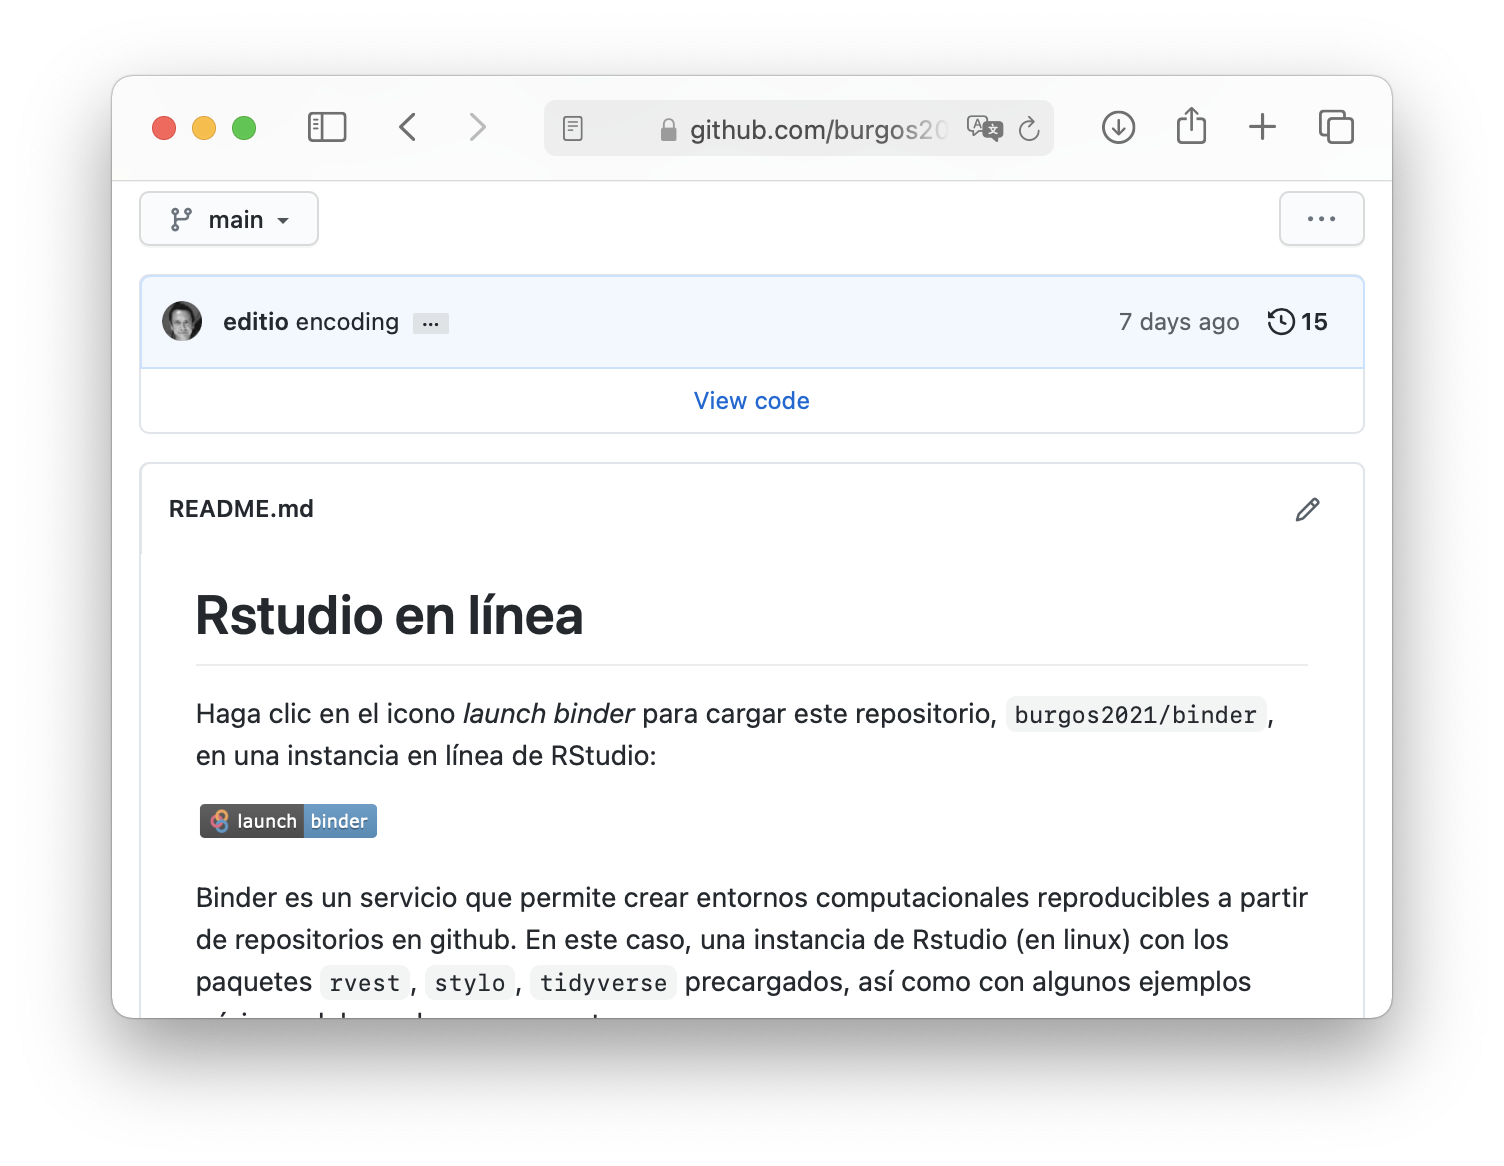 github.com/burgos20
main
editio encoding ...
7 days ago 15
View code
README.md
Rstudio en línea
Haga clic en el icono launch binder para cargar este repositorio, burgos2021/binder,
en una instancia en línea de RStudio:
launch binder
Binder es un servicio que permite crear entornos computacionales reproducibles a partir
de repositorios en github. En este caso, una instancia de Rstudio (en linux) con los
paquetes rvest, stylo, tidyverse precargados, así como con algunos ejemplos